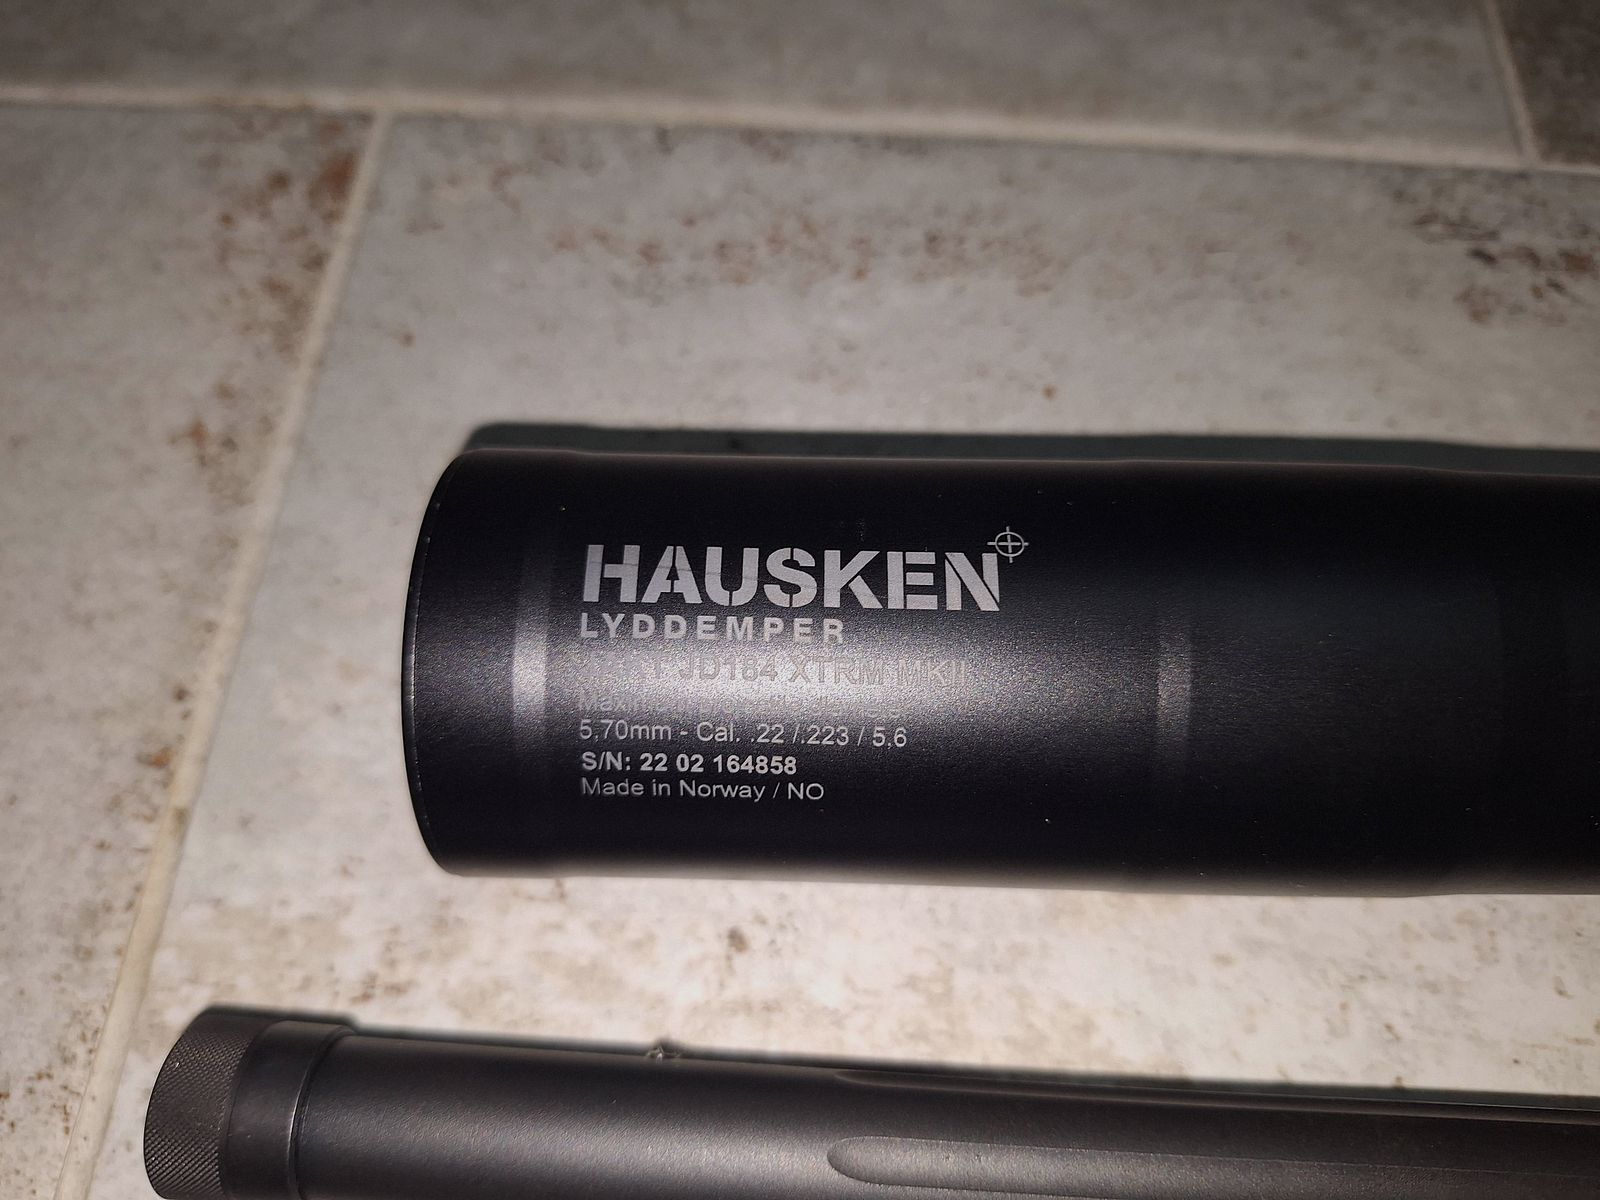 HAUSKEN
LYDDEMPER
JD184 XTRM MKII
5,70mm - Cal. .22 /.223 / 5,6
S/N: 22 02 164858
Made in Norway / NO